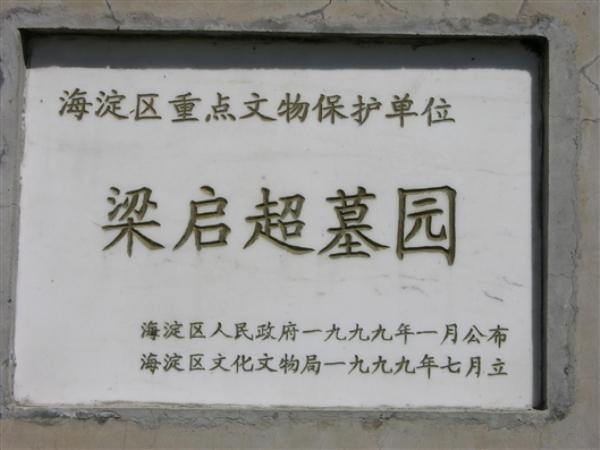 海淀区重点文物保护单位
梁启超墓园
海淀区人民政府一九九九年一月公布
海淀区文化文物局一九九九年七月立